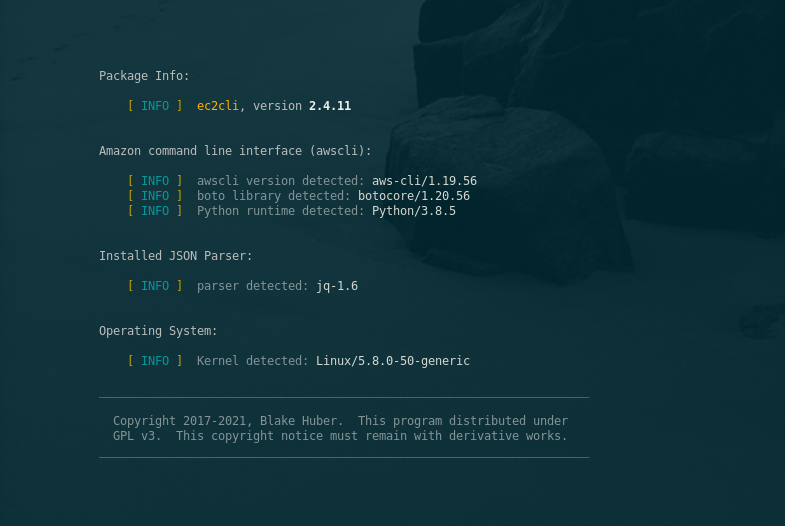 Package Info:
[ INFO ]  ec2cli, version 2.4.11
Amazon command line interface (awscli):
[ INFO ]  awscli version detected: aws-cli/1.19.56
[ INFO ]  boto library detected: botocore/1.20.56
[ INFO ]  Python runtime detected: Python/3.8.5
Installed JSON Parser:
[ INFO ]  parser detected: jq-1.6
Operating System:
[ INFO ]  Kernel detected: Linux/5.8.0-50-generic
Copyright 2017-2021, Blake Huber.  This program distributed under
GPL v3.  This copyright notice must remain with derivative works.